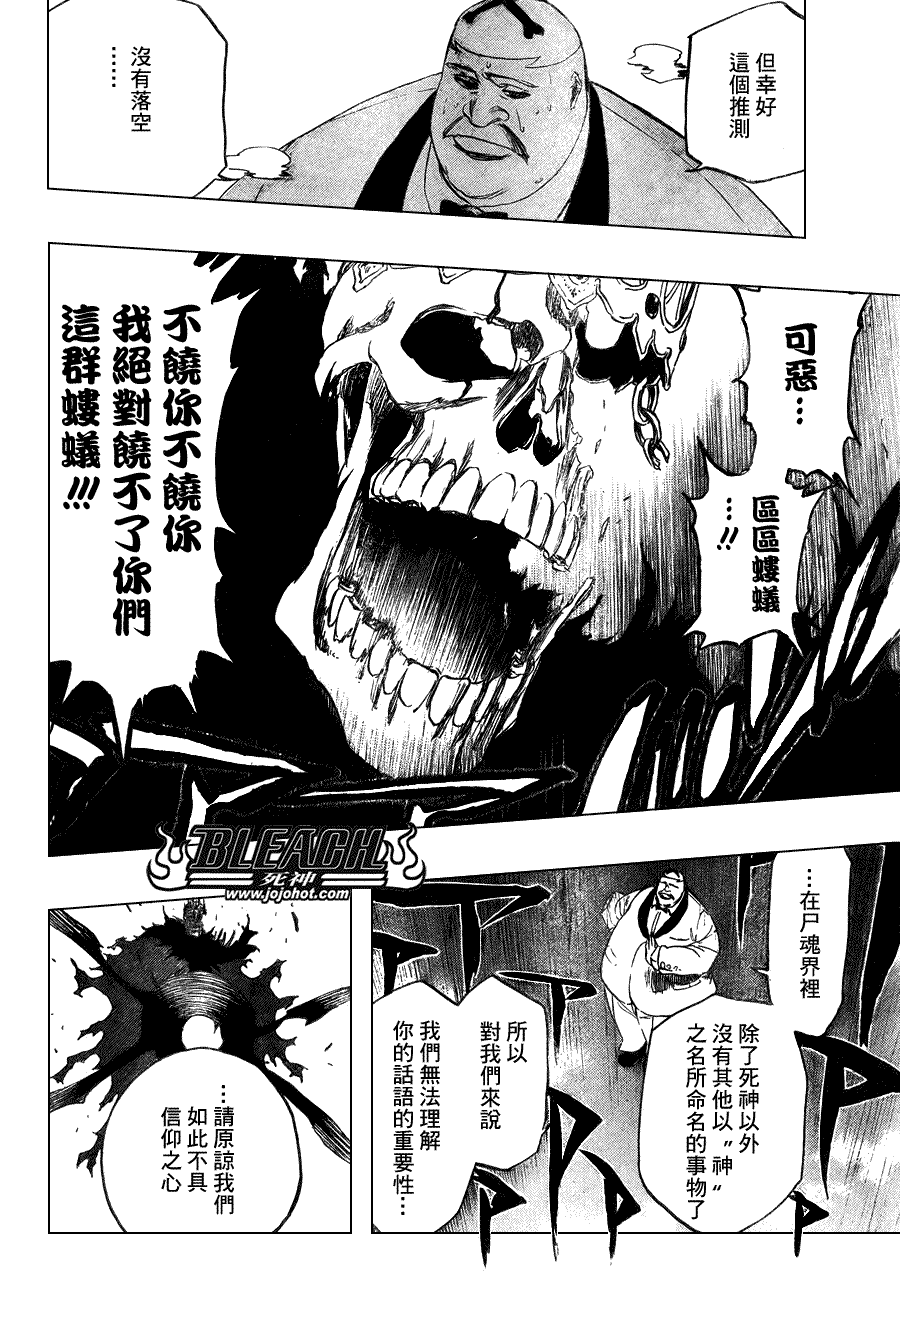 但幸好
這個推測
沒有落空
……
可惡…
區區螻蟻
…!!
不饒你不饒你
我絕對饒不了你們
這群螻蟻!!!
…在尸魂界裡
除了死神以外
沒有其他以〝神〞
之名所命名的事物了
所以
對我們來說
我們無法理解
你的話語的重要性…
…請原諒我們
如此不具
信仰之心
BLEACH
死神
www.jojohot.com